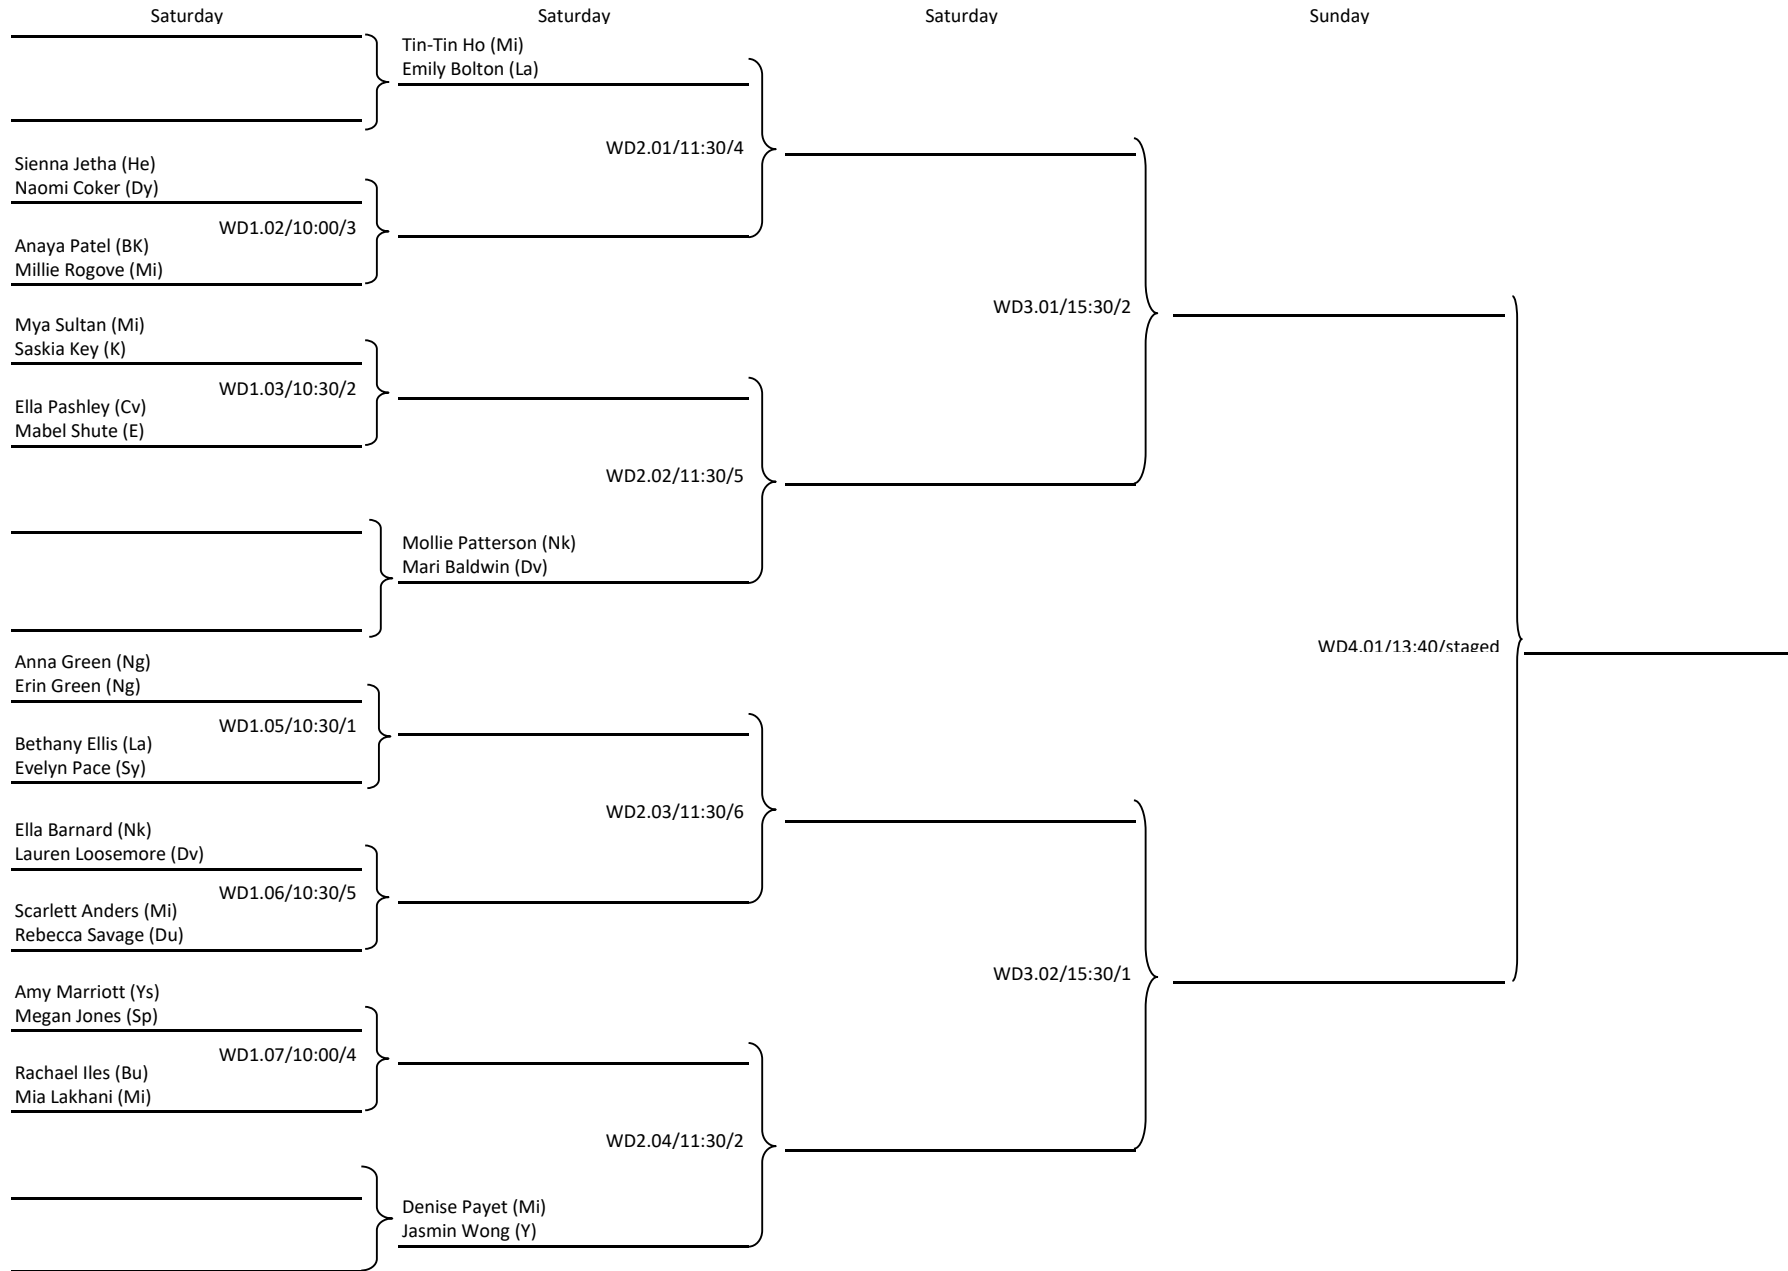 Saturday
Saturday
Saturday
Sunday
Tin-Tin Ho (Mi)
Emily Bolton (La)
WD2.01/11:30/4
Sienna Jetha (He)
Naomi Coker (Dy)
WD1.02/10:00/3
Anaya Patel (BK)
Millie Rogove (Mi)
WD3.01/15:30/2
Mya Sultan (Mi)
Saskia Key (K)
WD1.03/10:30/2
Ella Pashley (Cv)
Mabel Shute (E)
WD2.02/11:30/5
Mollie Patterson (Nk)
Mari Baldwin (Dv)
WD4.01/13:40/staged
Anna Green (Ng)
Erin Green (Ng)
WD1.05/10:30/1
Bethany Ellis (La)
Evelyn Pace (Sy)
WD2.03/11:30/6
Ella Barnard (Nk)
Lauren Loosemore (Dv)
WD1.06/10:30/5
Scarlett Anders (Mi)
Rebecca Savage (Du)
WD3.02/15:30/1
Amy Marriott (Ys)
Megan Jones (Sp)
WD1.07/10:00/4
Rachael Iles (Bu)
Mia Lakhani (Mi)
WD2.04/11:30/2
Denise Payet (Mi)
Jasmin Wong (Y)